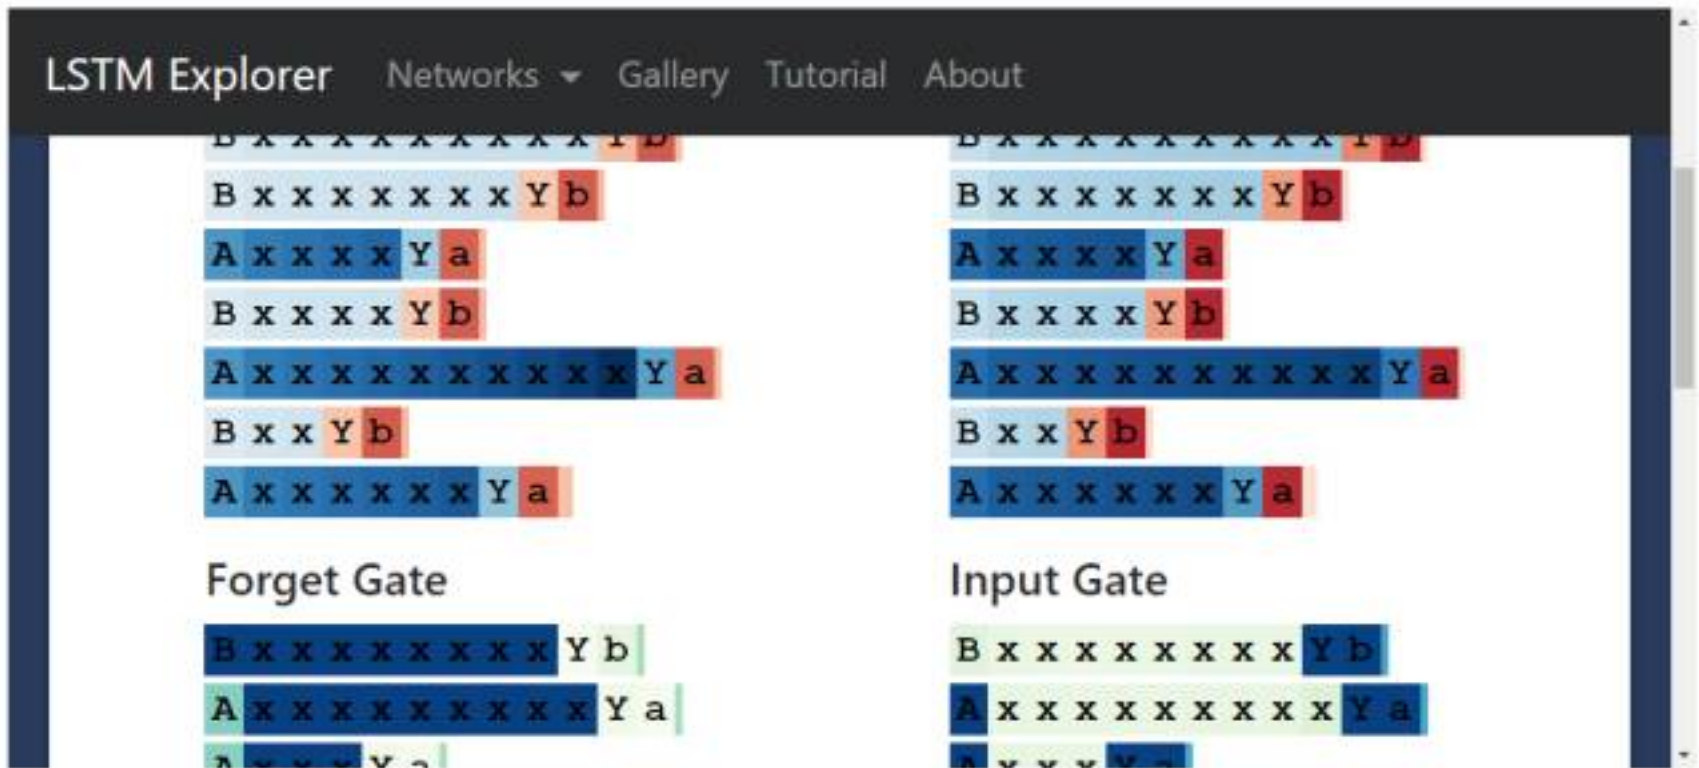 LSTM Explorer Networks Gallery Tutorial About
B x x x x x x x x x Y b
B x x x x x x x Y b
A x x x x Y a
B x x x x Y b
A x x x x x x x x x x Y a
B x x Y b
A x x x x x x Y a
B x x x x x x x x x Y b
B x x x x x x x Y b
A x x x x Y a
B x x x x Y b
A x x x x x x x x x x Y a
B x x Y b
A x x x x x x Y a
Forget Gate
B x x x x x x x x Y b
A x x x x x x x x x Y a
A x x x Y a
Input Gate
B x x x x x x x x Y b
A x x x x x x x x x Y a
A x x x Y a